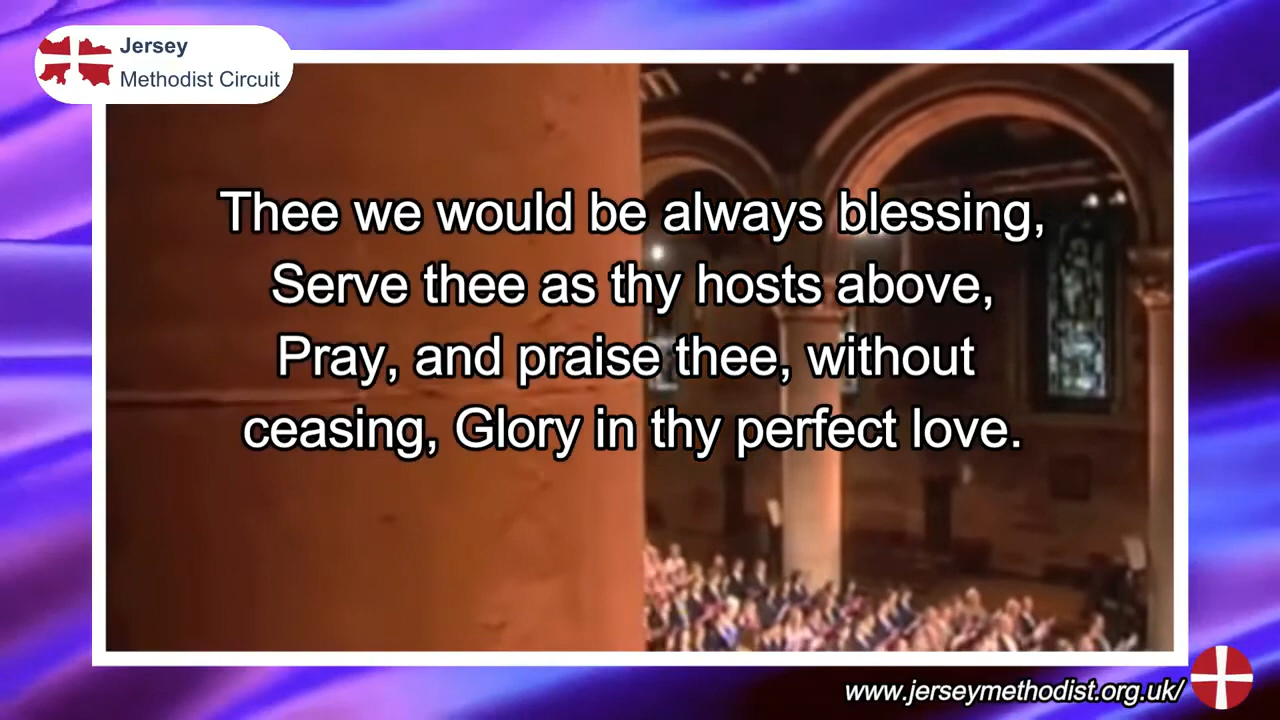 Jersey
Methodist Circuit
Thee we would be always blessing,
Serve thee as thy hosts above,
Pray, and praise thee, without
ceasing, Glory in thy perfect love.
www.jerseymethodist.org.uk/